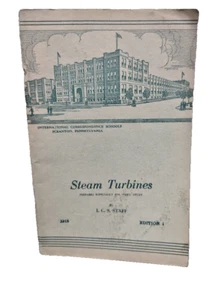 INTERNATIONAL CORRESPONDENCE SCHOOLS
SCRANTON, PENNSYLVANIA
Steam Turbines
By
I. C. S. STAFF
EDITION 1